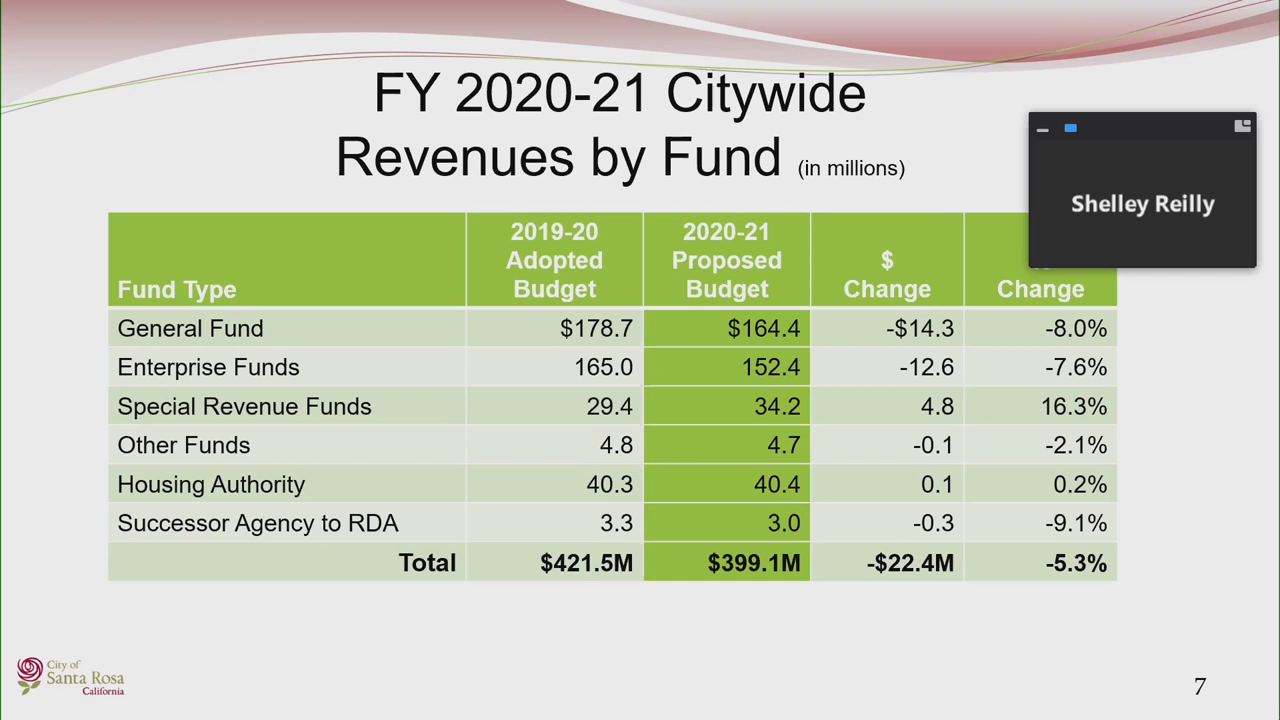 FY 2020-21 Citywide
Revenues by Fund (in millions)
Shelley Reilly
Fund Type 2019-20 Adopted Budget 2020-21 Proposed Budget $ Change Change
General Fund $178.7 $164.4 -$14.3 -8.0%
Enterprise Funds 165.0 152.4 -12.6 -7.6%
Special Revenue Funds 29.4 34.2 4.8 16.3%
Other Funds 4.8 4.7 -0.1 -2.1%
Housing Authority 40.3 40.4 0.1 0.2%
Successor Agency to RDA 3.3 3.0 -0.3 -9.1%
Total $421.5M $399.1M -$22.4M -5.3%
City of
Santa Rosa
California
7